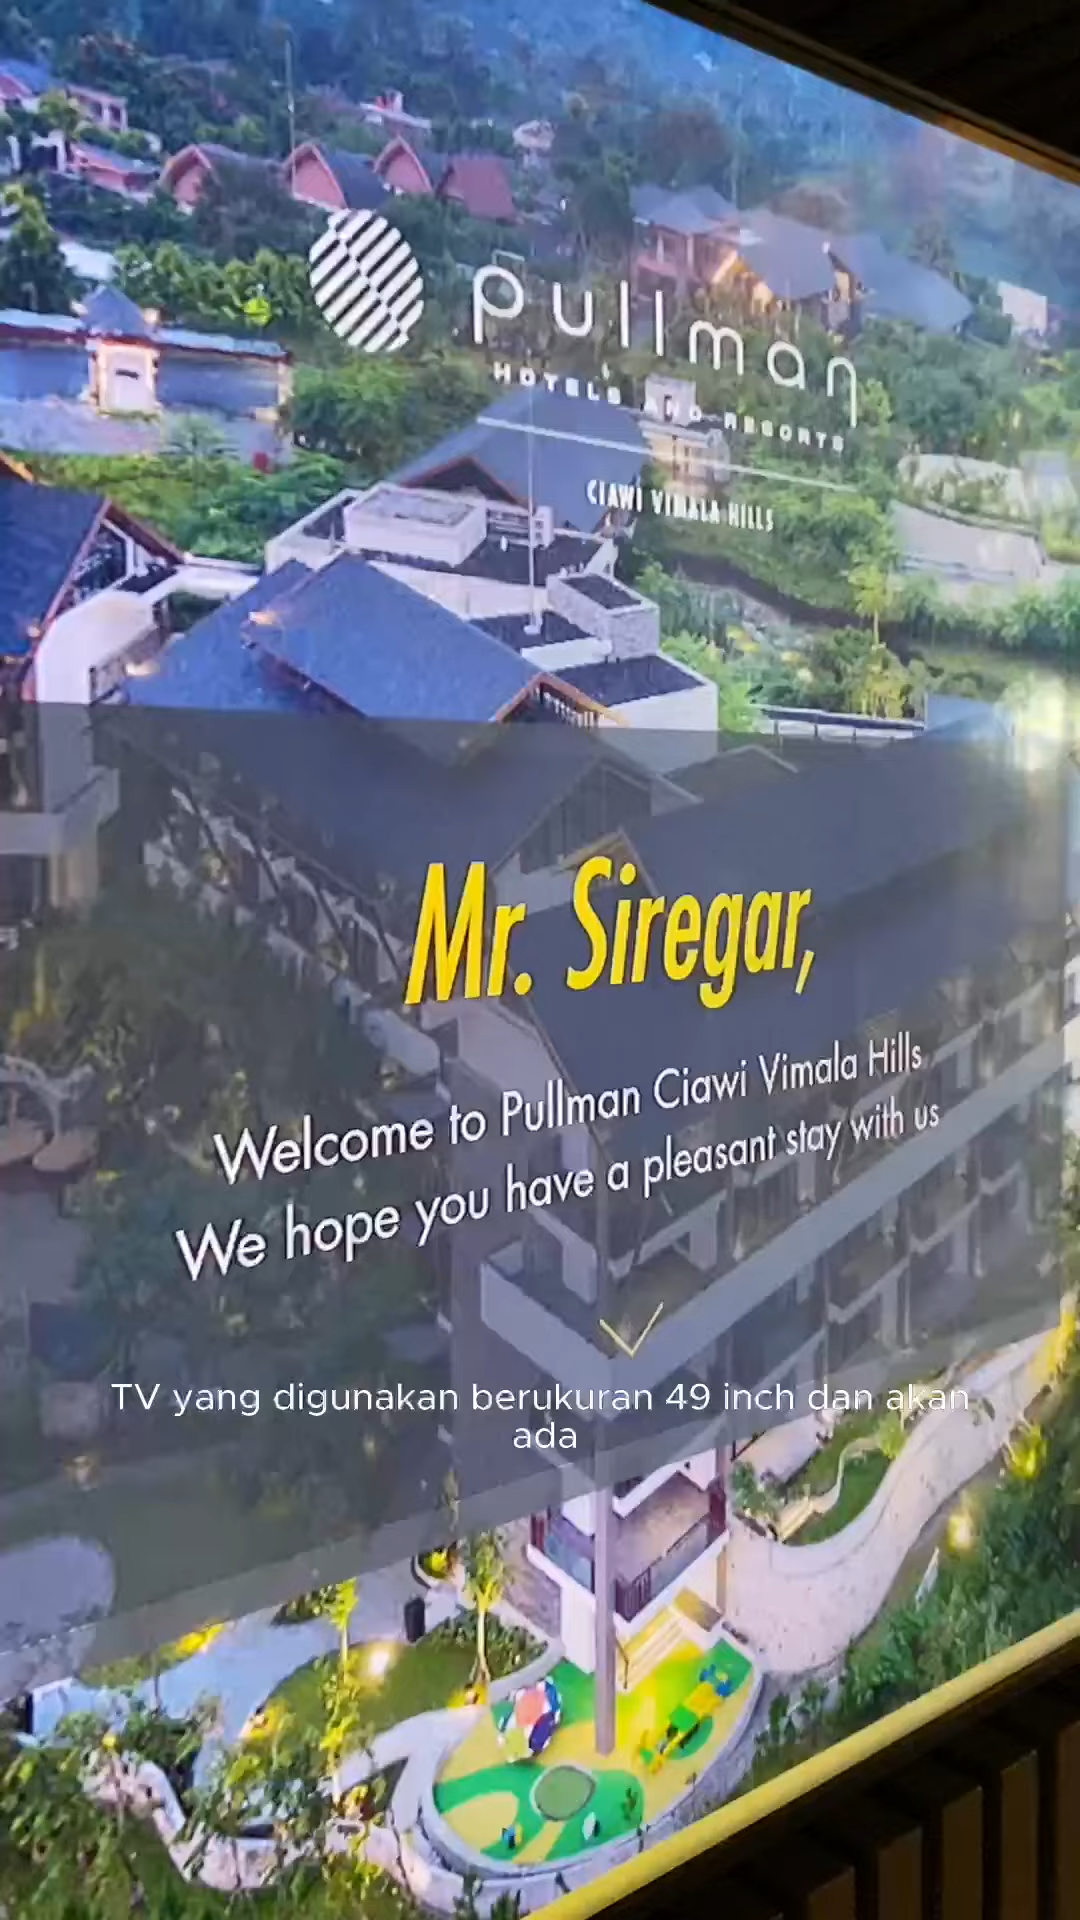 pullman
HOTELS AND RESORTS
CIAWI VIMALA HILLS
Mr. Siregar,
Welcome to Pullman Ciawi Vimala Hills
We hope you have a pleasant stay with us
TV yang digunakan berukuran 49 inch dan akan
ada